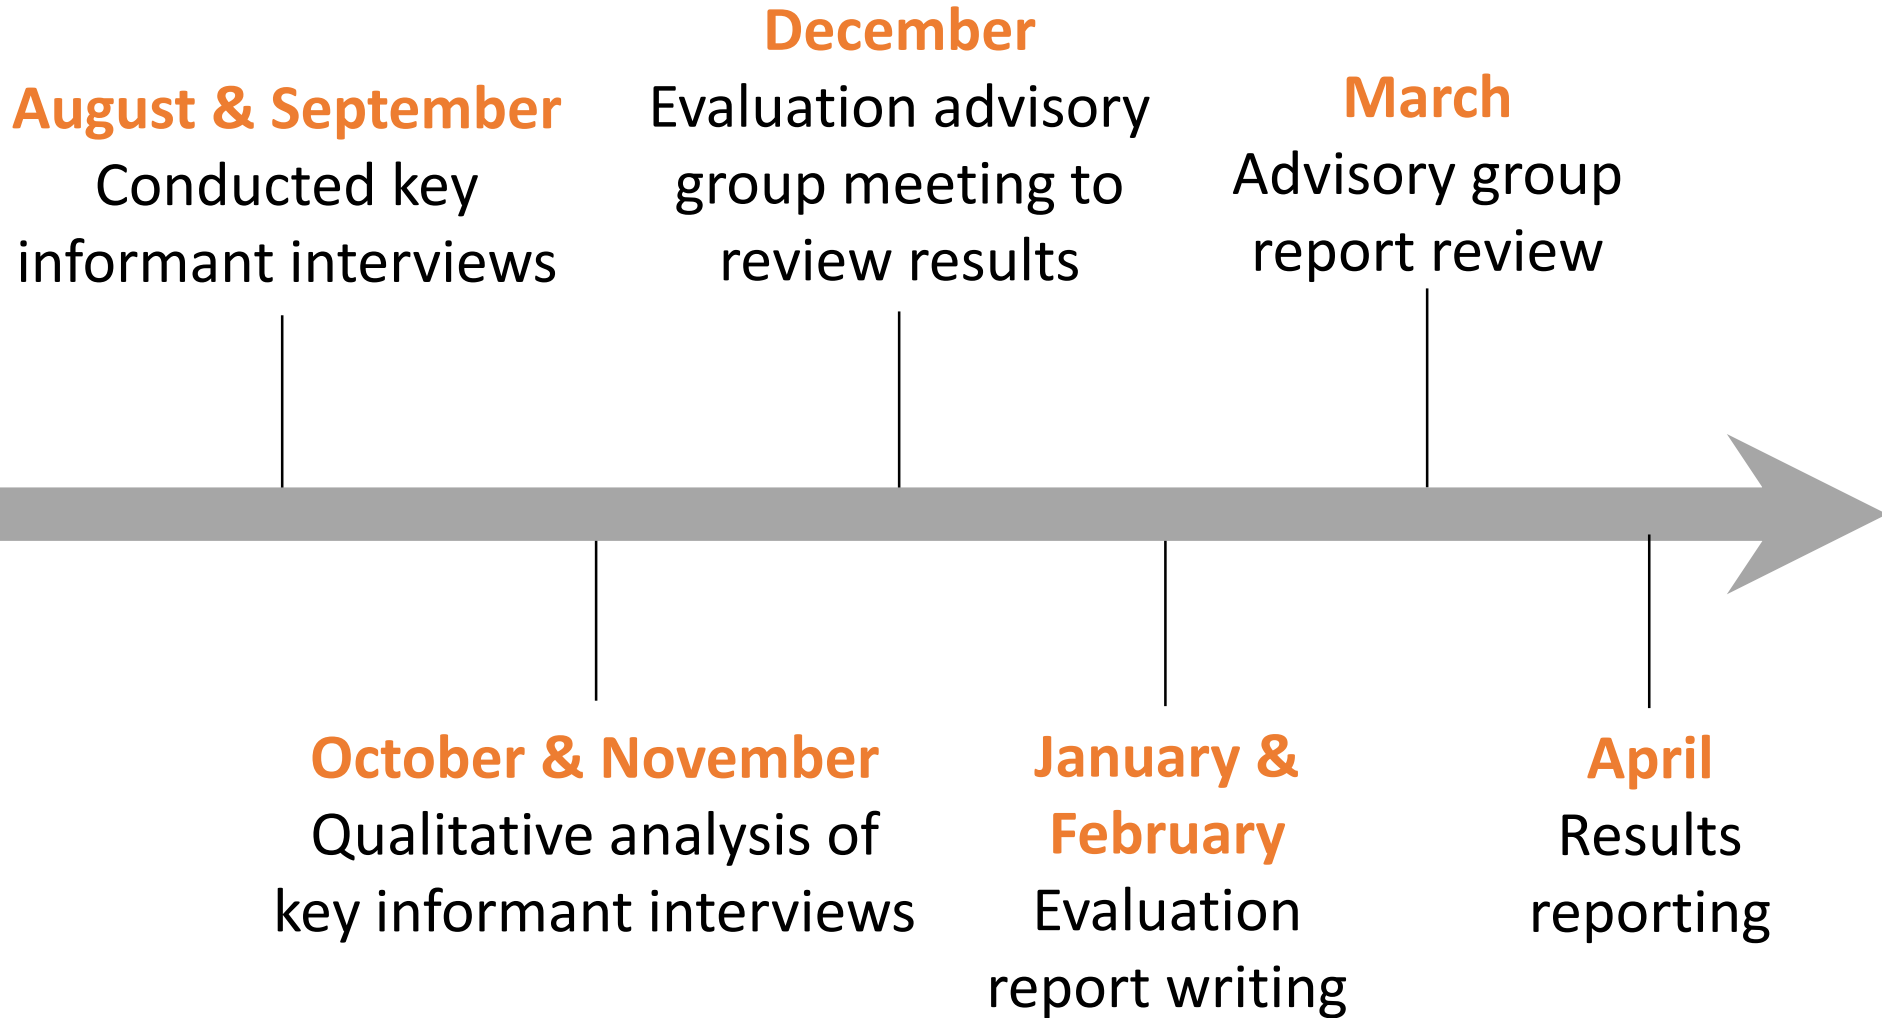 August & September
Conducted key
informant interviews
October & November
Qualitative analysis of
key informant interviews
December
Evaluation advisory
group meeting to
review results
January &
February
Evaluation
report writing
March
Advisory group
report review
April
Results
reporting